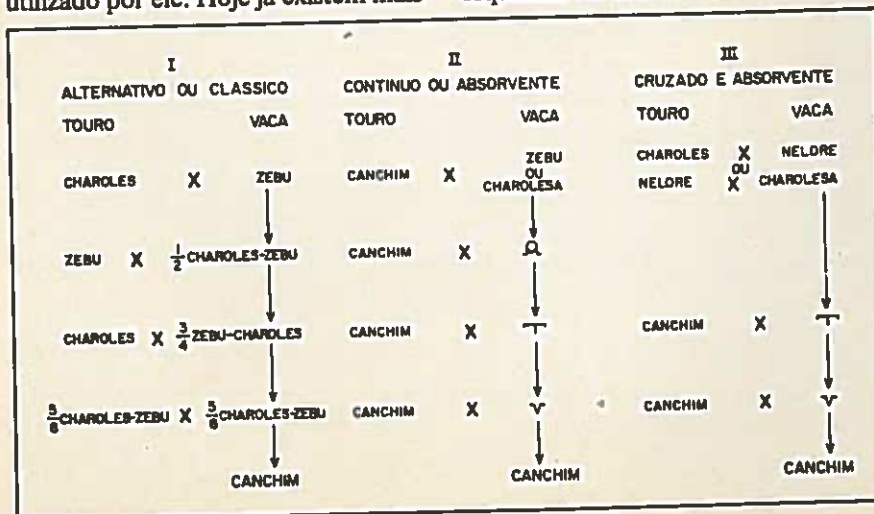 utilizado por ele. Hoje já existem mais
I
ALTERNATIVO OU CLASSICO
TOURO VACA
CHAROLES X ZEBU
ZEBU X 1/2 CHAROLES-ZEBU
CHAROLES X 3/4 ZEBU-CHAROLES
5/8 CHAROLES-ZEBU X 5/8 CHAROLES-ZEBU
CANCHIM
II
CONTINUO OU ABSORVENTE
TOURO VACA
CANCHIM X ZEBU
OU
CHAROLESA
CANCHIM X
CANCHIM X T
CANCHIM X V
CANCHIM
III
CRUZADO E ABSORVENTE
TOURO VACA
CHAROLES X NELORE
OU
NELORE X CHAROLESA
CANCHIM X T
CANCHIM X V
CANCHIM